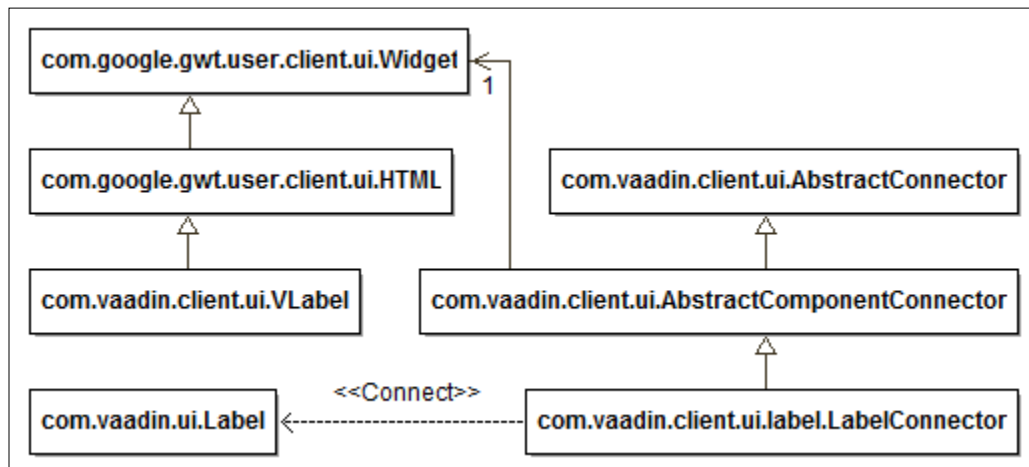 com.google.gwt.user.client.ui.Widget
1
com.google.gwt.user.client.ui.HTML
com.vaadin.client.ui.AbstractConnector
com.vaadin.client.ui.VLabel
com.vaadin.client.ui.AbstractComponentConnector
<<Connect>>
com.vaadin.ui.Label
com.vaadin.client.ui.label.LabelConnector